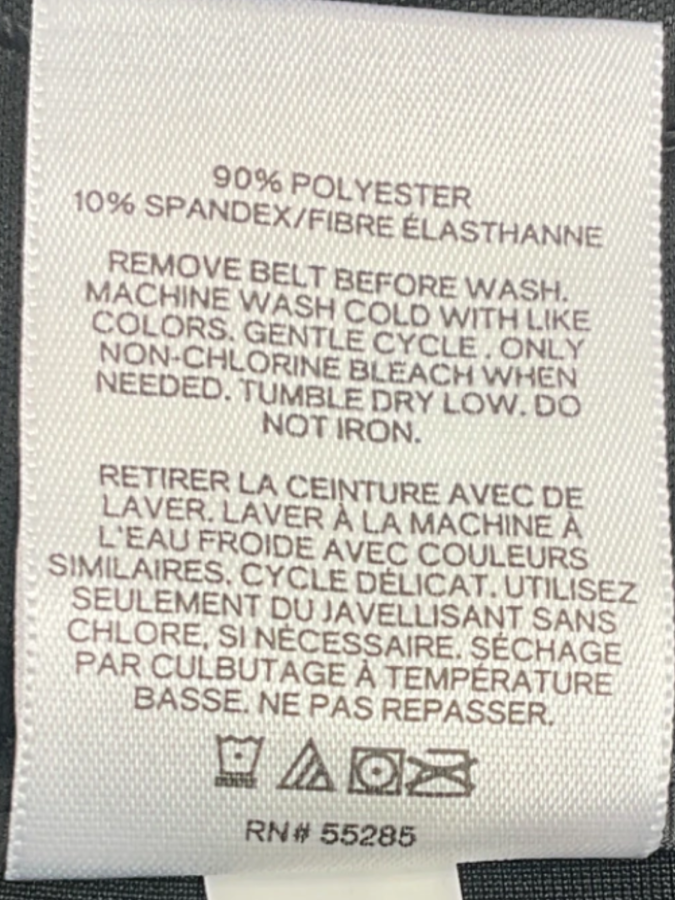 90% POLYESTER
10% SPANDEX/FIBRE ÉLASTHANNE
REMOVE BELT BEFORE WASH.
MACHINE WASH COLD WITH LIKE
COLORS. GENTLE CYCLE . ONLY
NON-CHLORINE BLEACH WHEN
NEEDED. TUMBLE DRY LOW. DO
NOT IRON.
RETIRER LA CEINTURE AVEC DE
LAVER. LAVER À LA MACHINE À
L'EAU FROIDE AVEC COULEURS
SIMILAIRES. CYCLE DÉLICAT. UTILISEZ
SEULEMENT DU JAVELLISANT SANS
CHLORE, SI NÉCESSAIRE. SÉCHAGE
PAR CULBUTAGE À TEMPÉRATURE
BASSE. NE PAS REPASSER.
RN# 55285